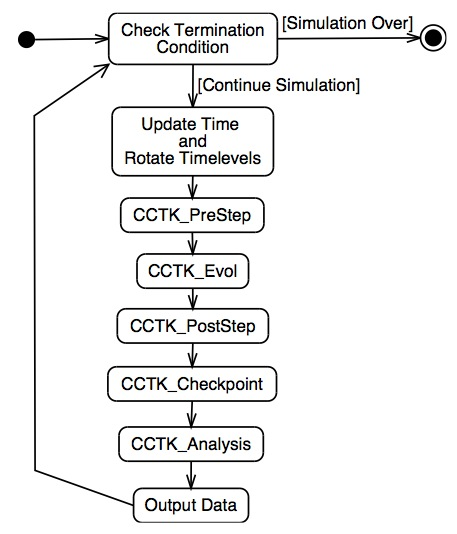 Check Termination
Condition
[Simulation Over]
[Continue Simulation]
Update Time
and
Rotate Timelevels
CCTK_PreStep
CCTK_Evol
CCTK_PostStep
CCTK_Checkpoint
CCTK_Analysis
Output Data